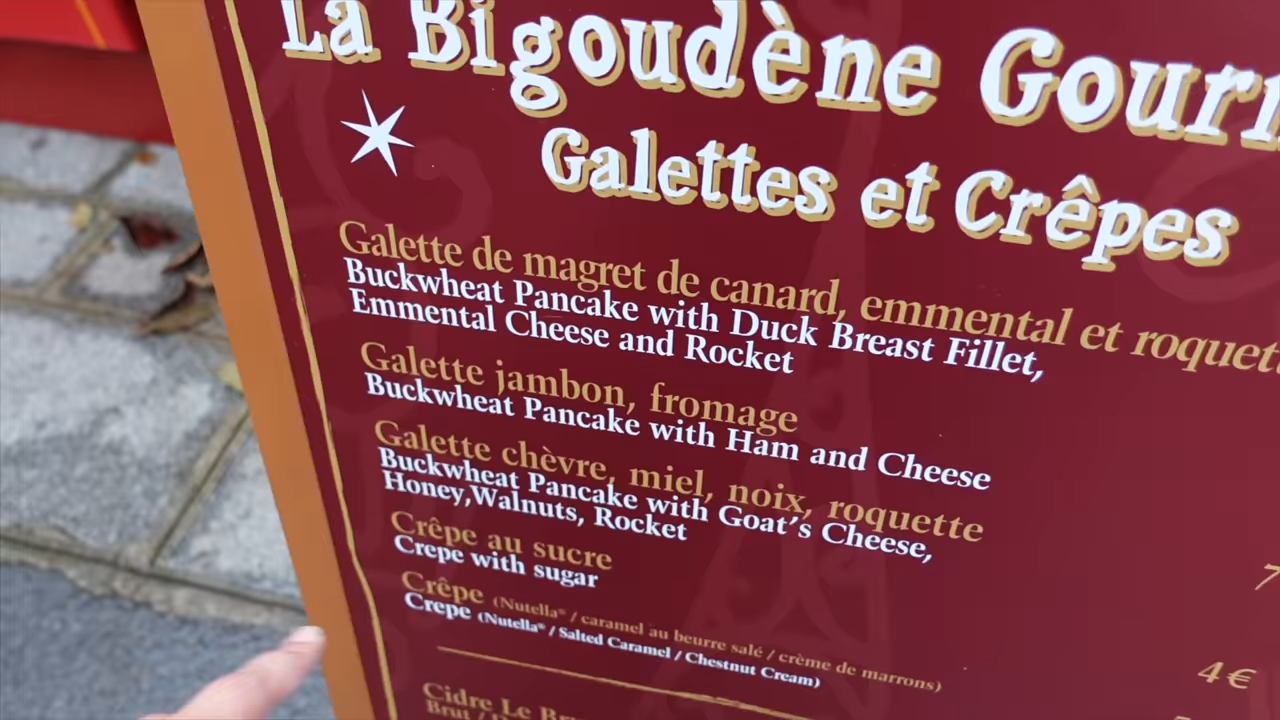 La Bigoudène
Galettes et Crêpes
Galette de magret de canard, emmental et
Buckwheat Pancake with Duck Breast Fillet,
Emmental Cheese and Rocket
Galette jambon, fromage
Buckwheat Pancake with Ham and Cheese
Galette chèvre, miel, noix, roquette
Buckwheat Pancake with Goat's Cheese,
Honey,Walnuts, Rocket
7
Crêpe au sucre
Crepe with sugar
Crêpe (Nutella® / caramel au beurre salé / crème de marrons)
Crepe (Nutella® / Salted Caramel / Chestnut Cream)
4€
Cidre Le
Brut /